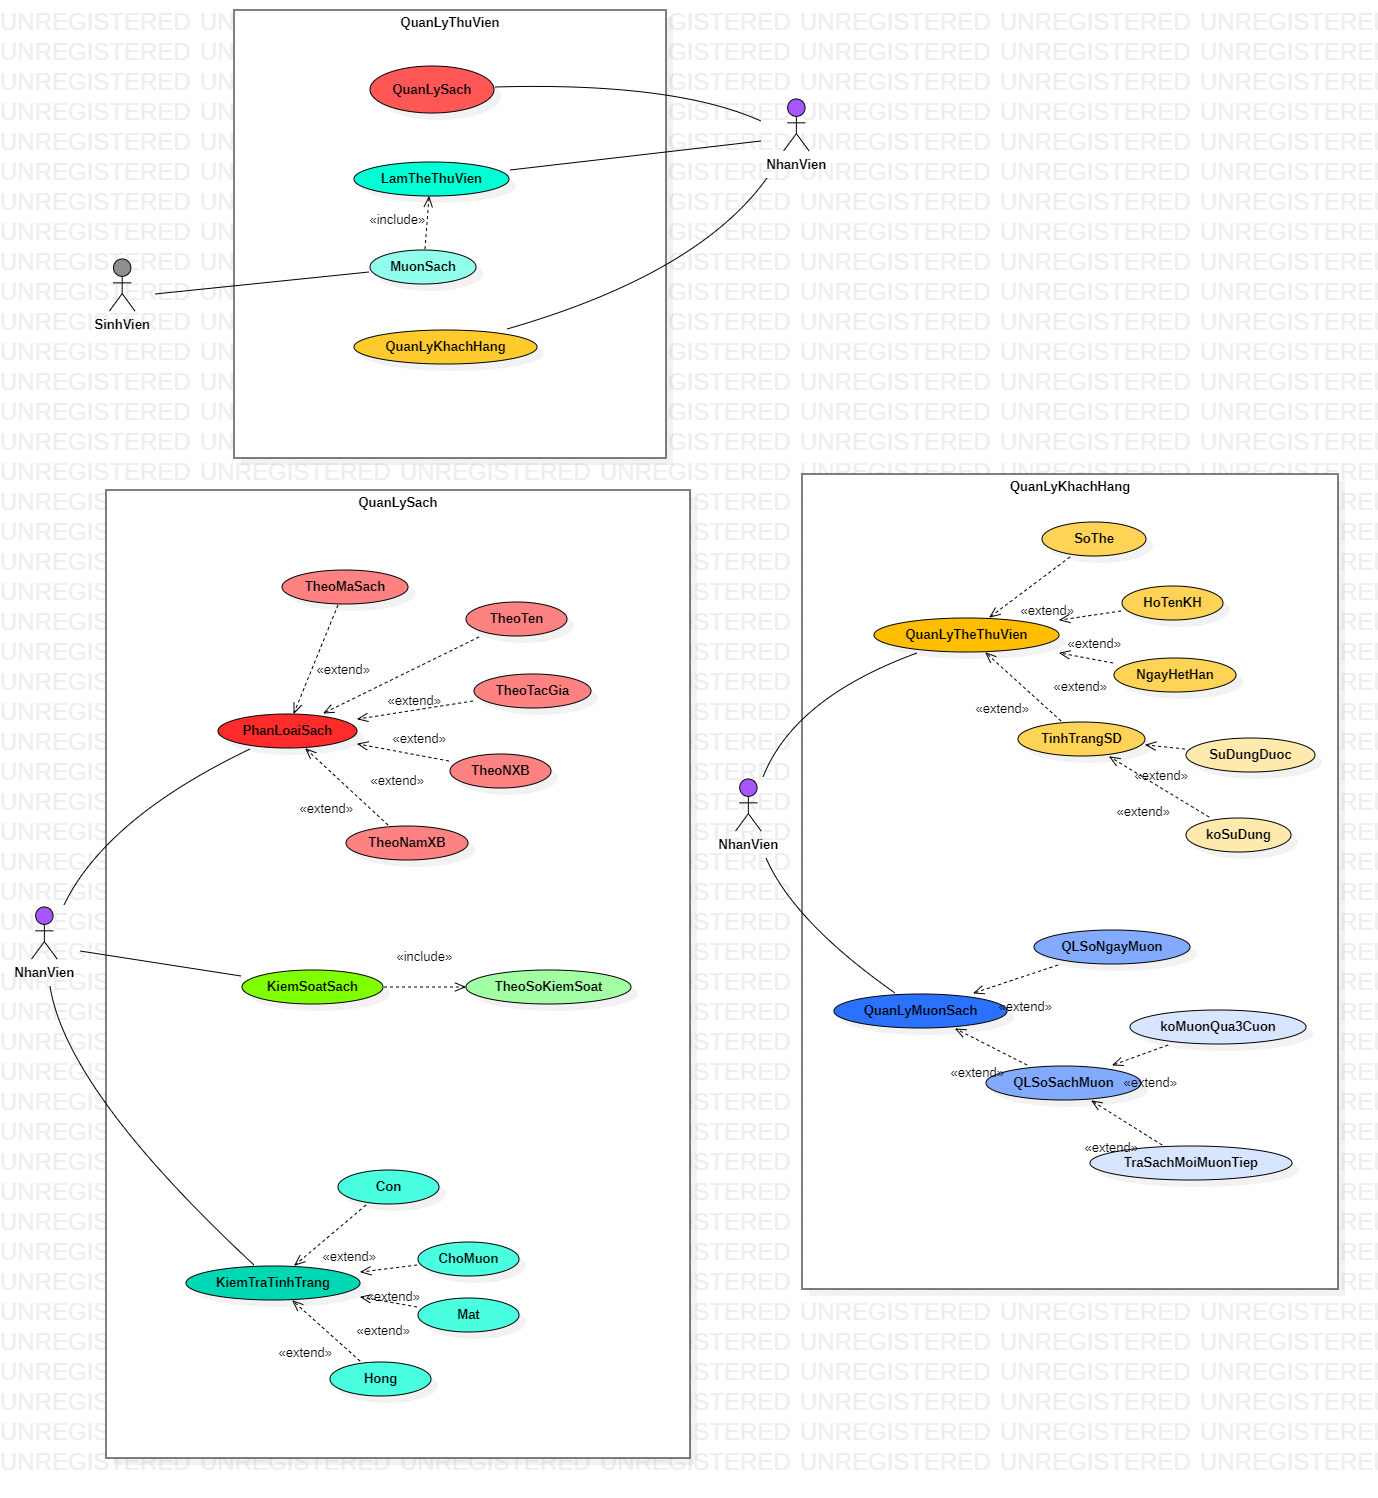 QuanLyThuVien
QuanLySach
NhanVien
LamTheThuVien
«include»
MuonSach
SinhVien
QuanLyKhachHang
QuanLySach
TheoMaSach
TheoTen
«extend»
TheoTacGia
«extend»
PhanLoaiSach
«extend»
TheoNXB
«extend»
«extend»
TheoNamXB
NhanVien
«include»
KiemSoatSach
TheoSoKiemSoat
Con
«extend»
ChoMuon
KiemTraTinhTrang
«extend»
Mat
«extend»
«extend»
Hong
QuanLyKhachHang
SoThe
HoTenKH
«extend»
QuanLyTheThuVien
«extend»
NgayHetHan
«extend»
«extend»
TinhTrangSD
SuDungDuoc
«extend»
«extend»
koSuDung
NhanVien
QLSoNgayMuon
«extend»
QuanLyMuonSach
koMuonQua3Cuon
«extend»
QLSoSachMuon
«extend»
«extend»
TraSachMoiMuonTiep
UNREGISTERED